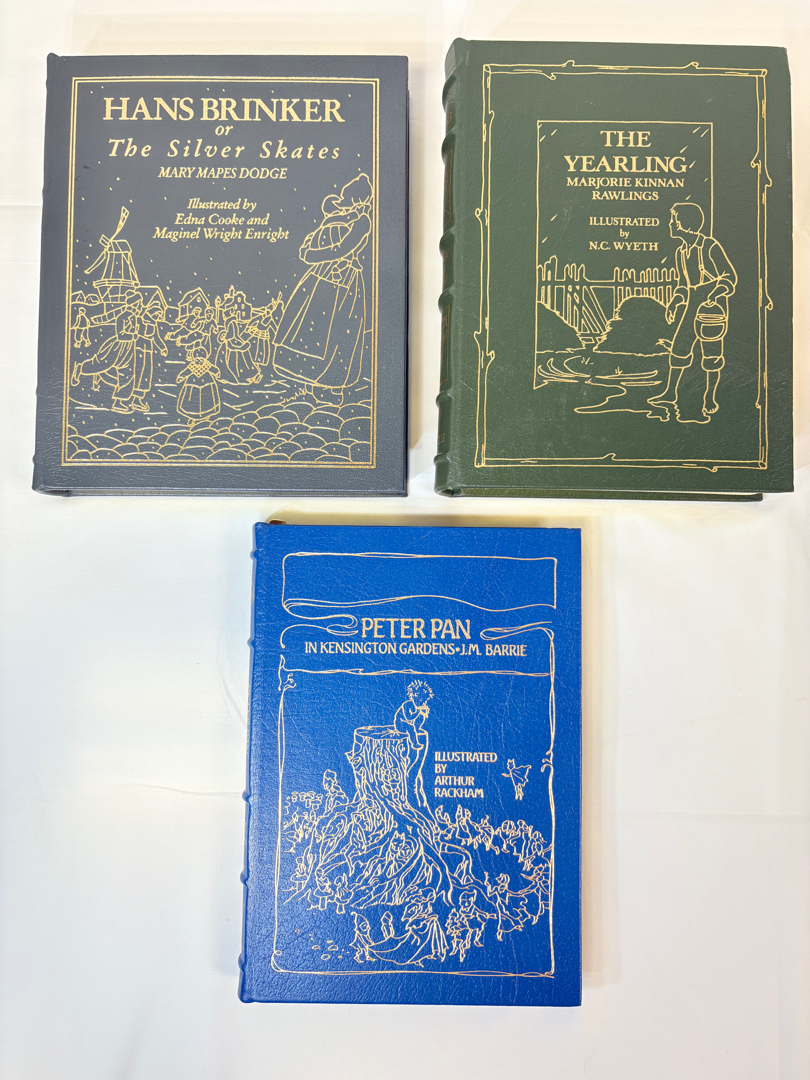 HANS BRINKER
or
The Silver Skates
MARY MAPES DODGE
Illustrated by
Edna Cooke and
Maginel Wright Enright
THE
YEARLING
MARJORIE KINNAN
RAWLINGS
ILLUSTRATED
by
N.C. WYETH
PETER PAN
IN KENSINGTON GARDENS•J.M. BARRIE
ILLUSTRATED
BY
ARTHUR
RACKHAM